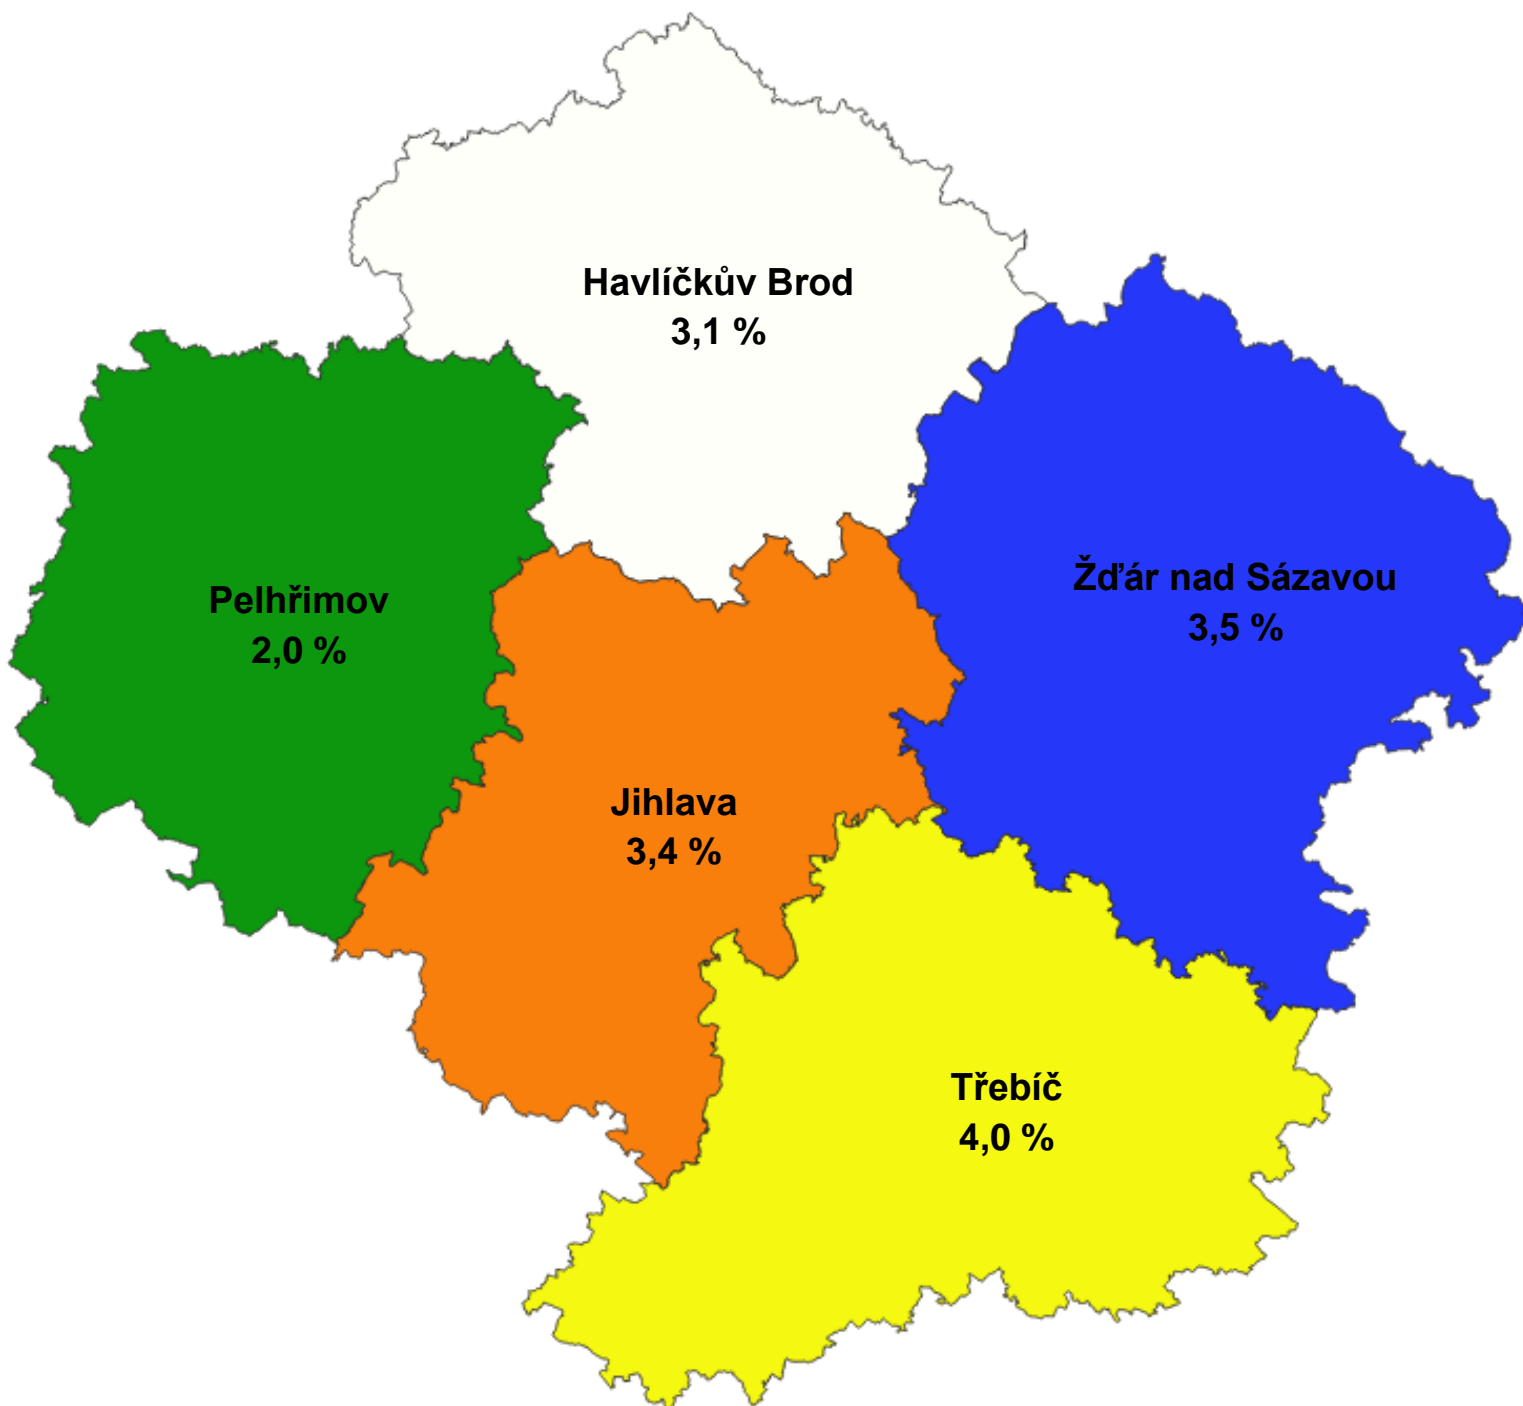 Havlíčkův Brod
3,1 %
Žďár nad Sázavou
3,5 %
Pelhřimov
2,0 %
Jihlava
3,4 %
Třebíč
4,0 %